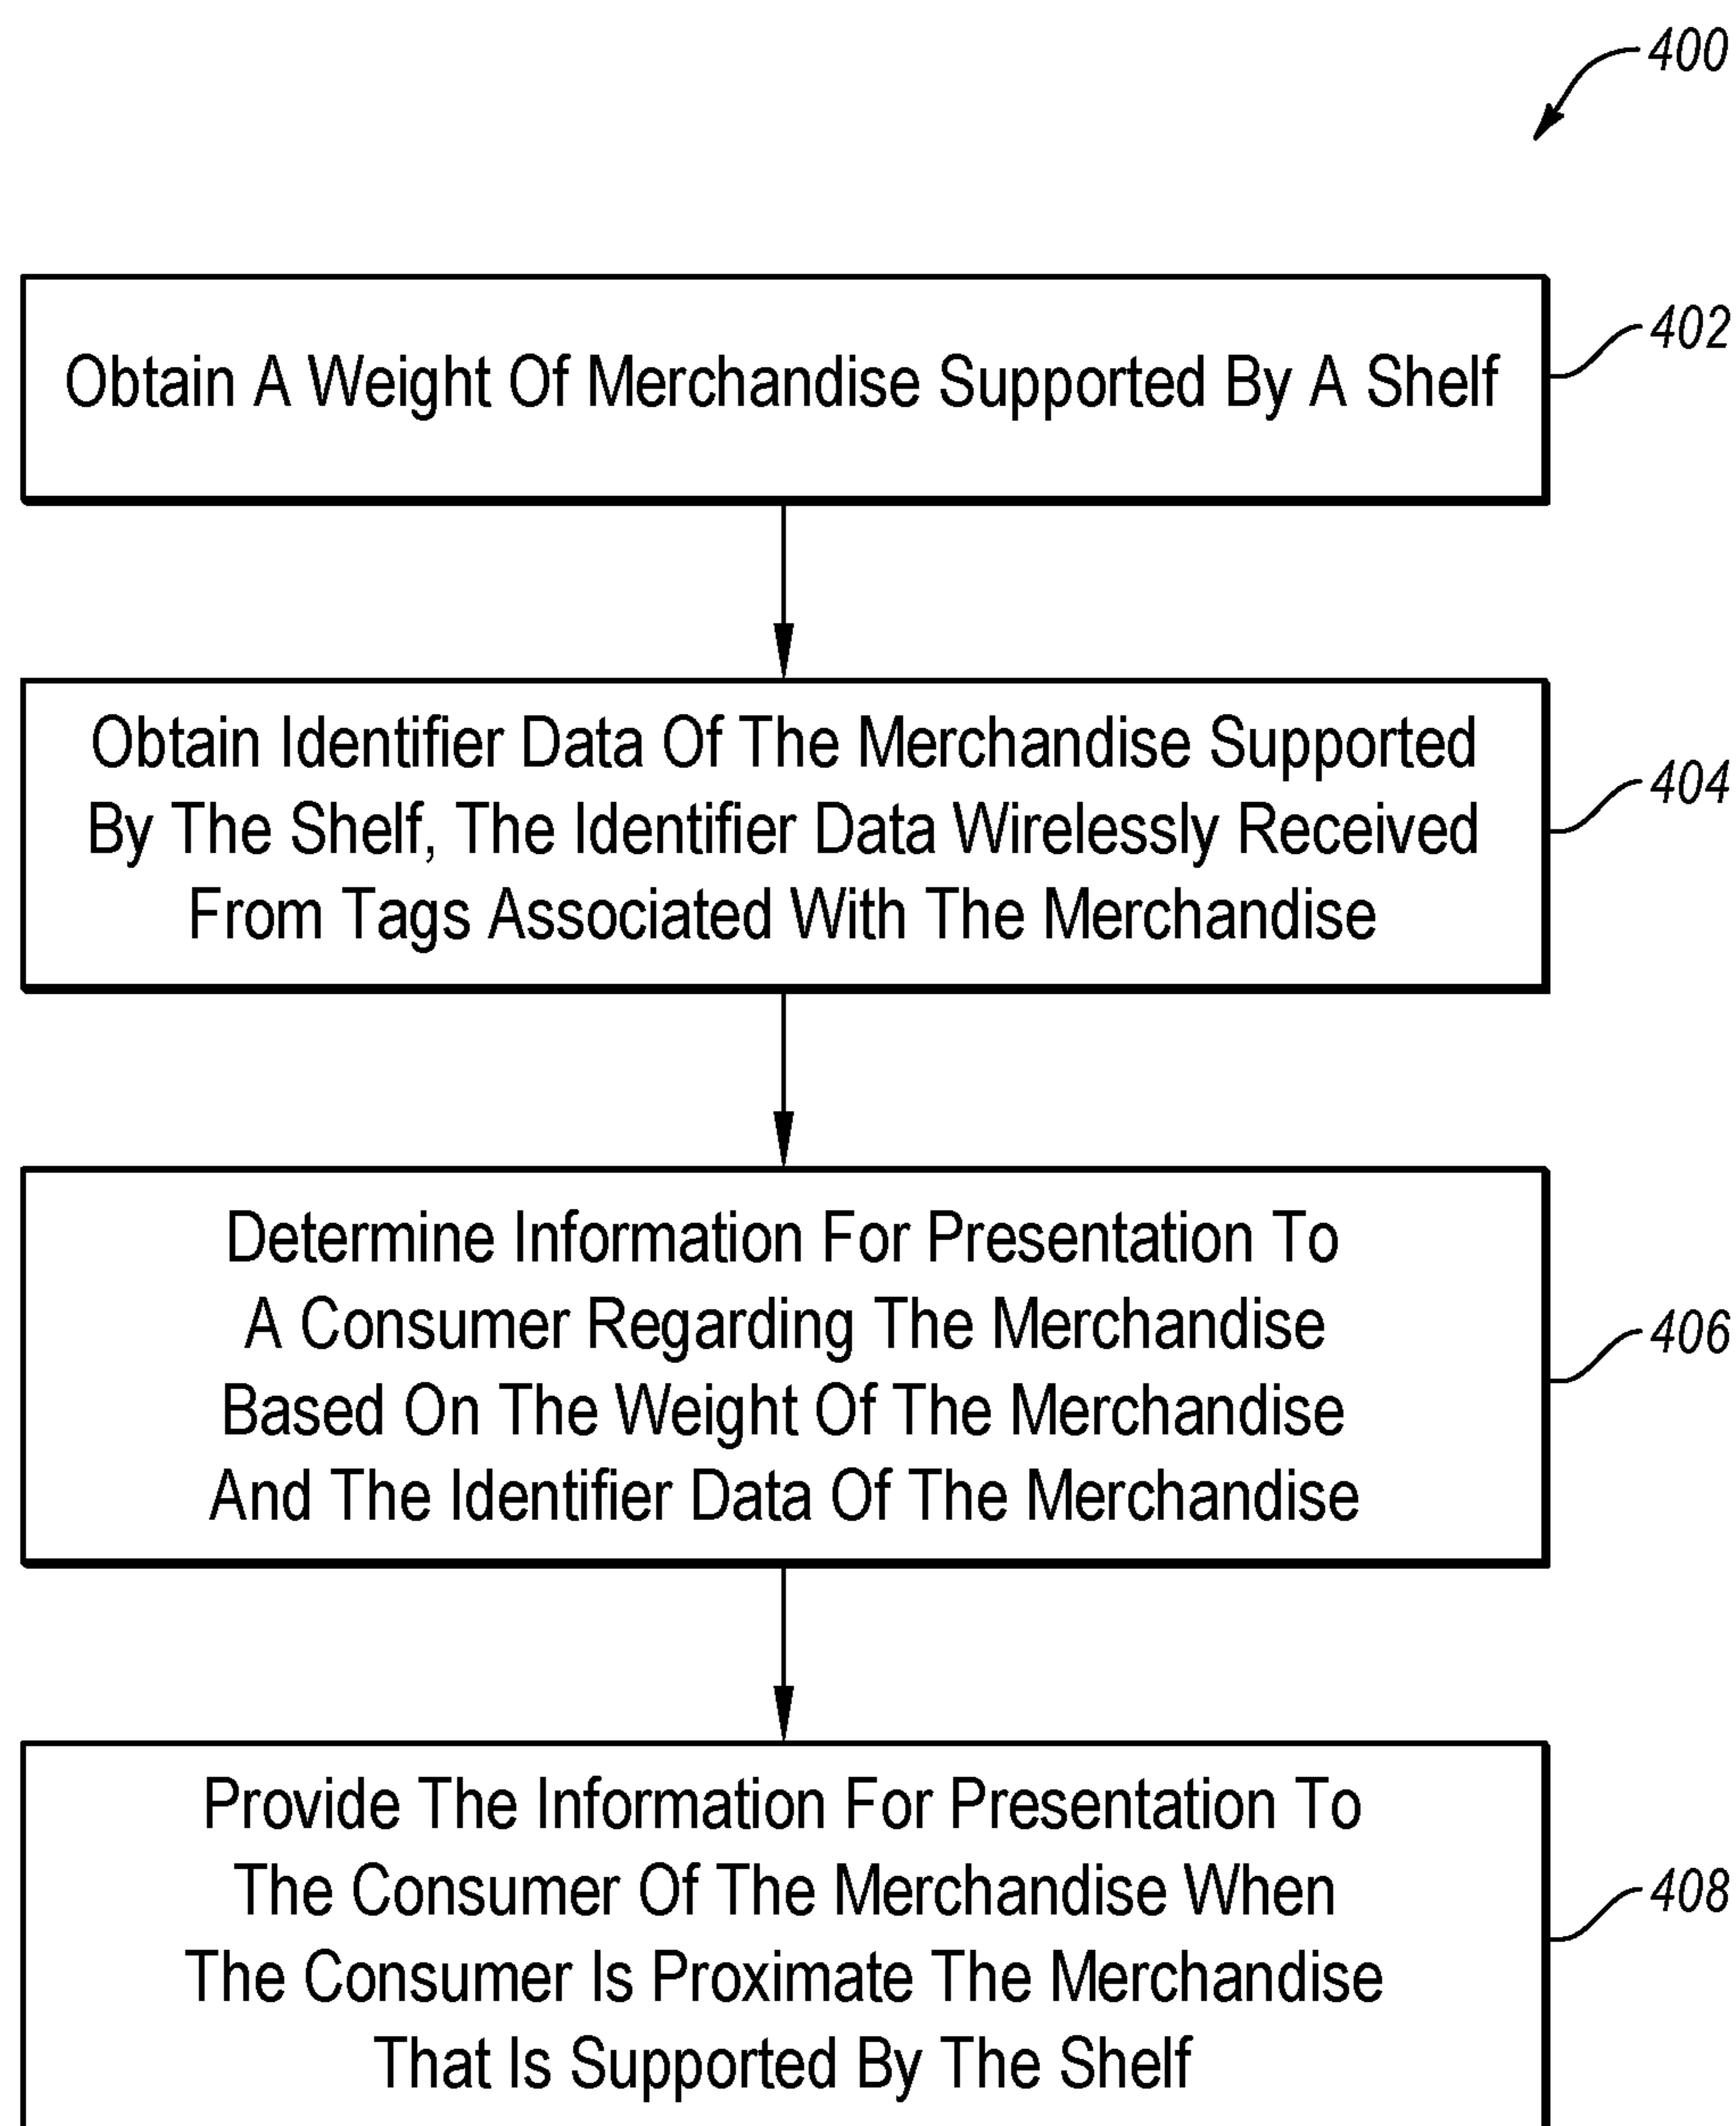 400
Obtain A Weight Of Merchandise Supported By A Shelf
402
Obtain Identifier Data Of The Merchandise Supported
By The Shelf, The Identifier Data Wirelessly Received
From Tags Associated With The Merchandise
404
Determine Information For Presentation To
A Consumer Regarding The Merchandise
Based On The Weight Of The Merchandise
And The Identifier Data Of The Merchandise
406
Provide The Information For Presentation To
The Consumer Of The Merchandise When
The Consumer Is Proximate The Merchandise
That Is Supported By The Shelf
408